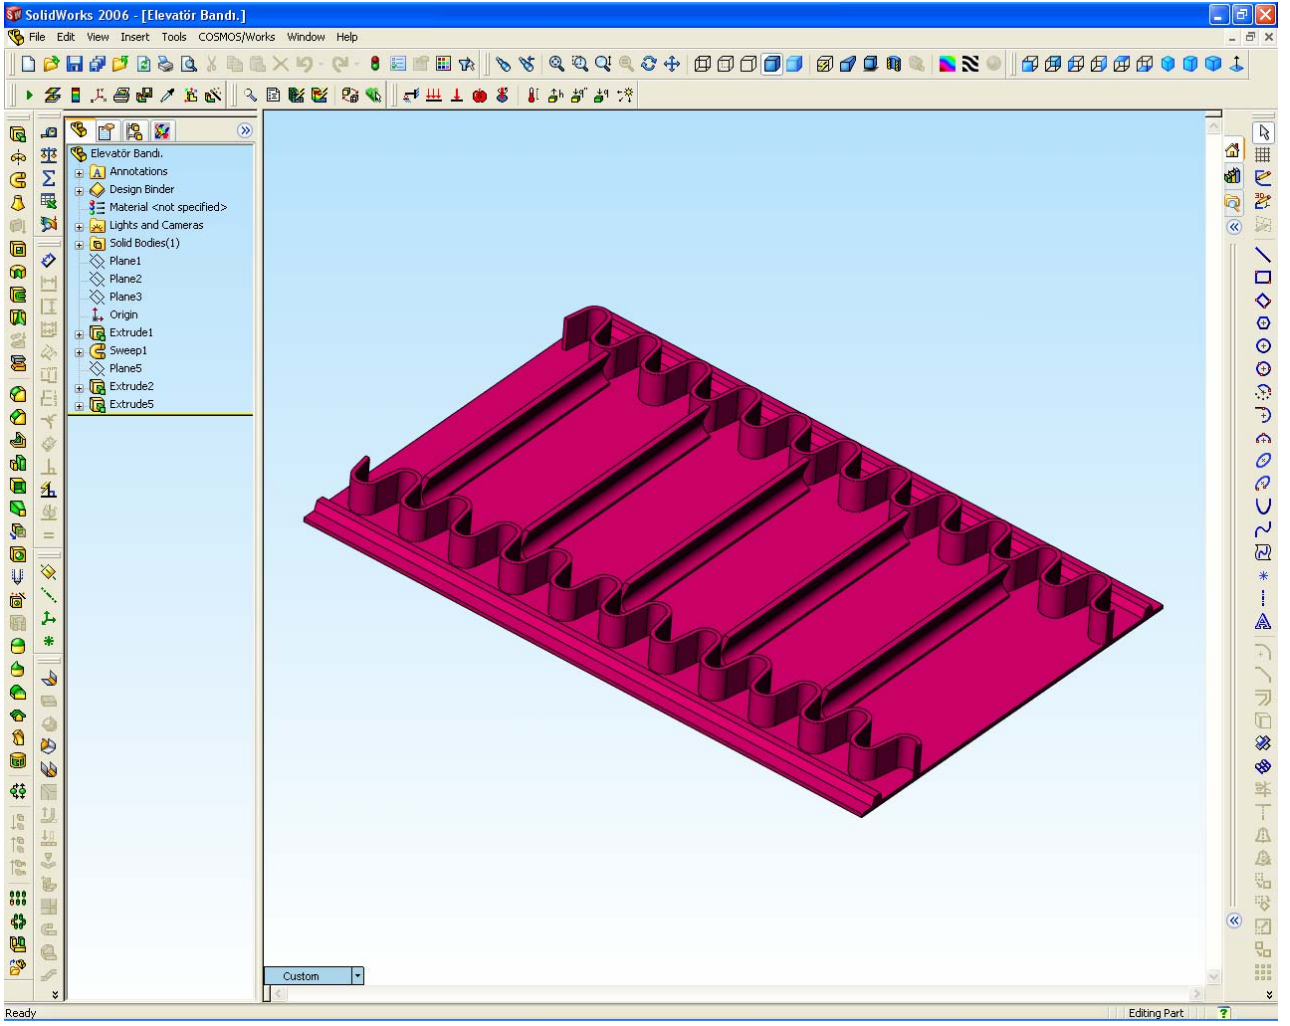 SolidWorks 2006 - [Elevatör Bandı.]
File Edit View Insert Tools COSMOS/Works Window Help
Elevatör Bandı.
Annotations
Design Binder
Material <not specified>
Lights and Cameras
Solid Bodies(1)
Plane1
Plane2
Plane3
Origin
Extrude1
Sweep1
Plane5
Extrude2
Extrude5
Custom
Ready
Editing Part